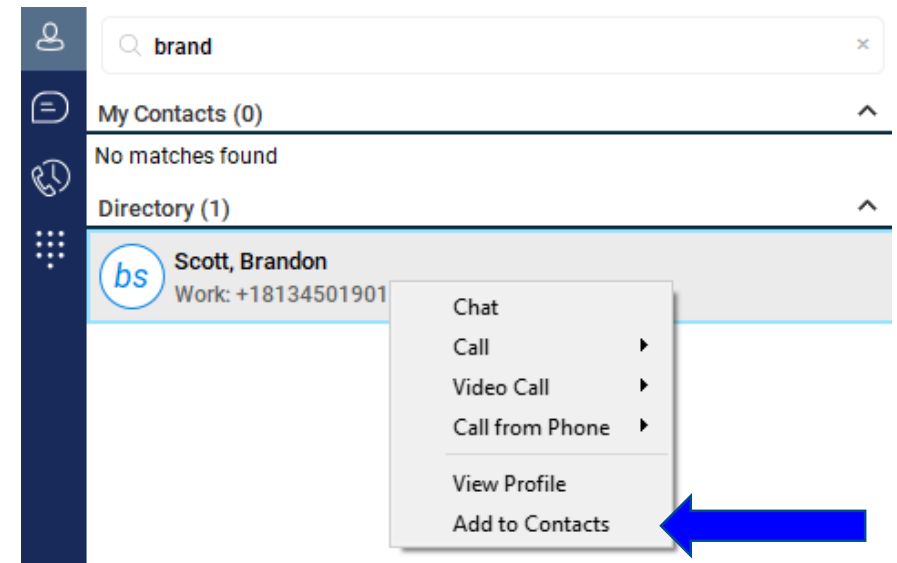 brand
My Contacts (0)
No matches found
Directory (1)
bs
Scott, Brandon
Work: +18134501901
Chat
Call
Video Call
Call from Phone
View Profile
Add to Contacts